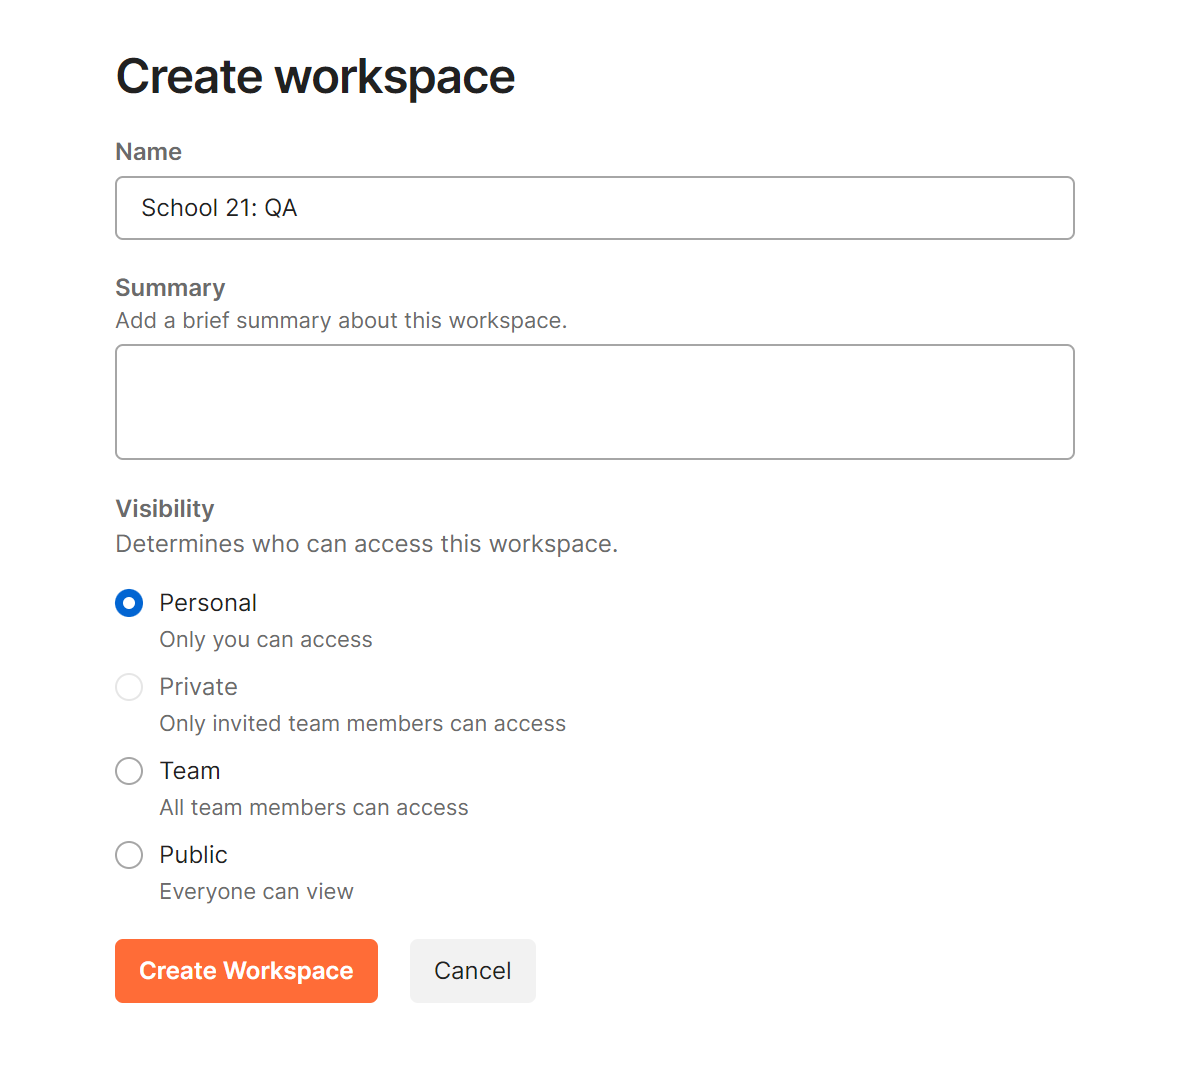 Create workspace
Name
School 21: QA
Summary
Add a brief summary about this workspace.
Visibility
Determines who can access this workspace.
Personal
Only you can access
Private
Only invited team members can access
Team
All team members can access
Public
Everyone can view
Create Workspace Cancel